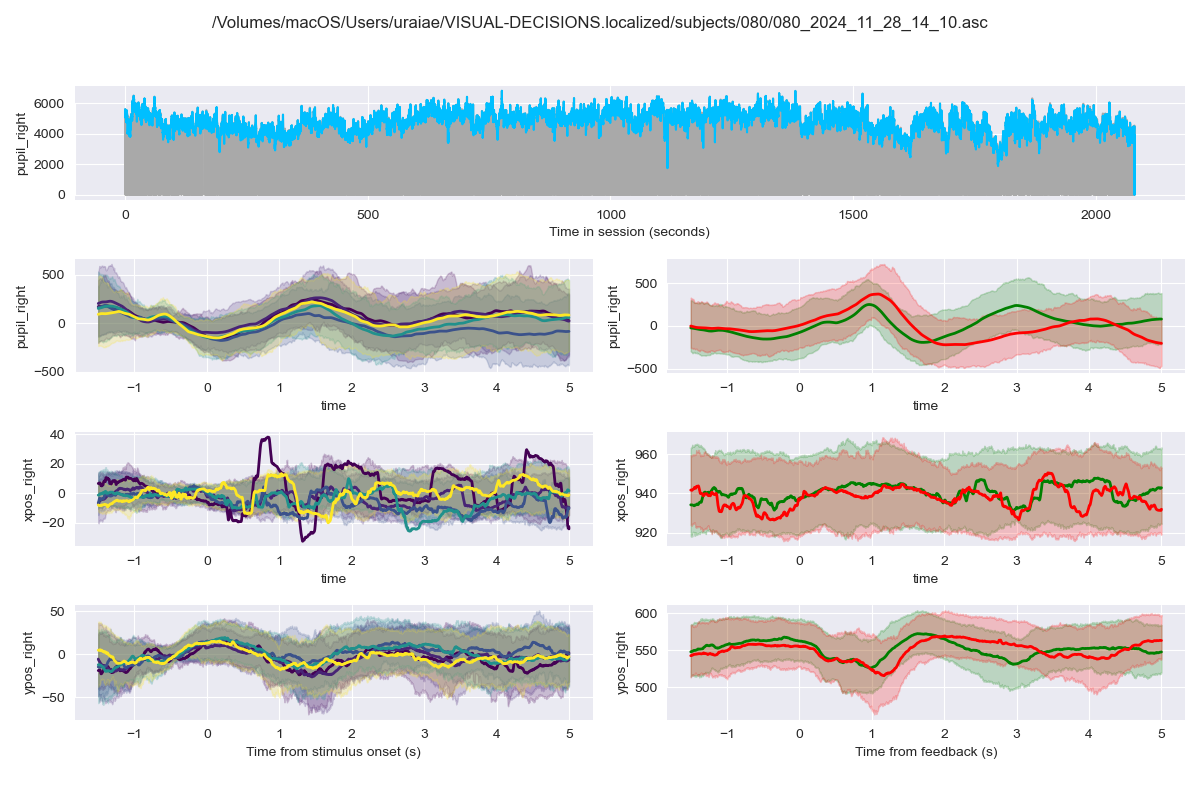 /Volumes/macOS/Users/uraiae/VISUAL-DECISIONS.localized/subjects/080/080_2024_11_28_14_10.asc
pupil_right
6000
4000
2000
0
0 500 1000 1500 2000
Time in session (seconds)
pupil_right
500
0
−500
−1 0 1 2 3 4 5
time
pupil_right
500
0
−500
−1 0 1 2 3 4 5
time
xpos_right
40
20
0
−20
−1 0 1 2 3 4 5
time
xpos_right
960
940
920
−1 0 1 2 3 4 5
time
ypos_right
50
0
−50
−1 0 1 2 3 4 5
Time from stimulus onset (s)
ypos_right
600
550
500
−1 0 1 2 3 4 5
Time from feedback (s)